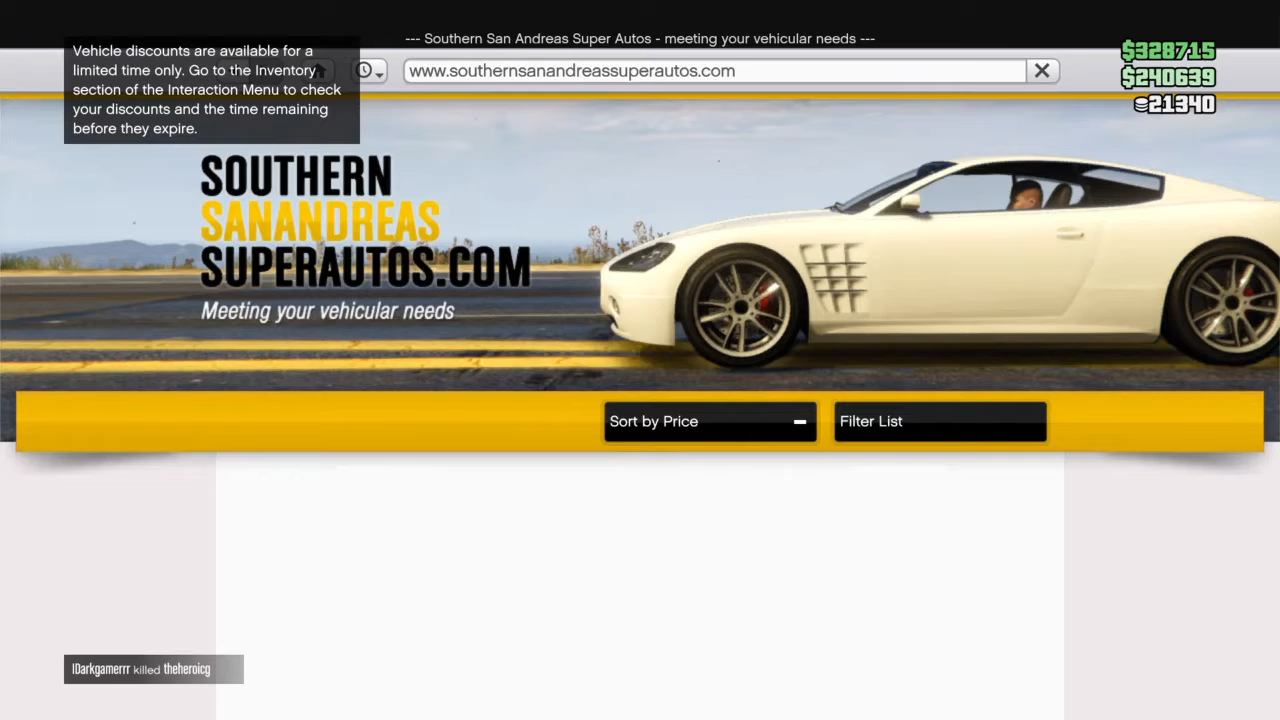 --- Southern San Andreas Super Autos - meeting your vehicular needs ---
Vehicle discounts are available for a
limited time only. Go to the Inventory
section of the Interaction Menu to check
your discounts and the time remaining
before they expire.
www.southernsanandreassuperautos.com
$328715
$240639
21340
SOUTHERN
SANANDREAS
SUPERAUTOS.COM
Meeting your vehicular needs
Sort by Price
Filter List
IDarkgamerrr killed theheroicg